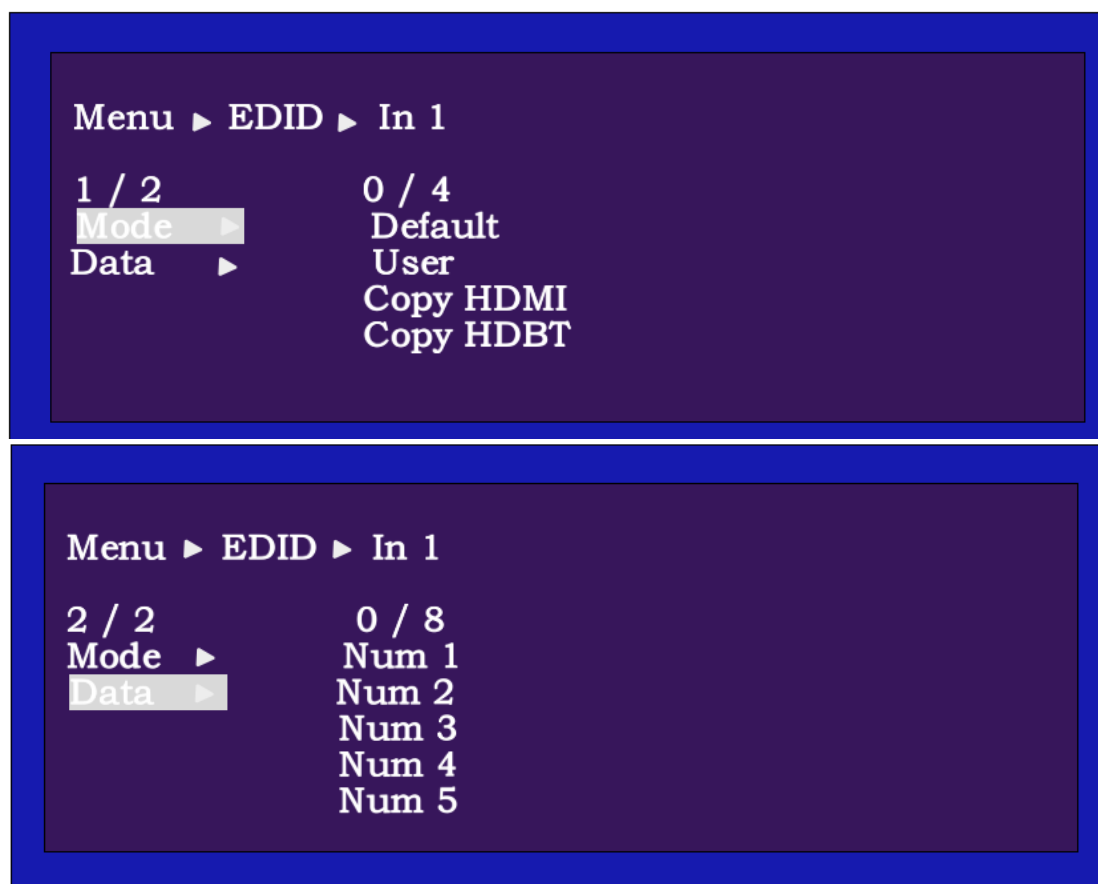 Menu ▶ EDID ▶ In 1
1 / 2 0 / 4
Mode ▶ Default
Data ▶ User
Copy HDMI
Copy HDBT
Menu ▶ EDID ▶ In 1
2 / 2 0 / 8
Mode ▶ Num 1
Data ▶ Num 2
Num 3
Num 4
Num 5